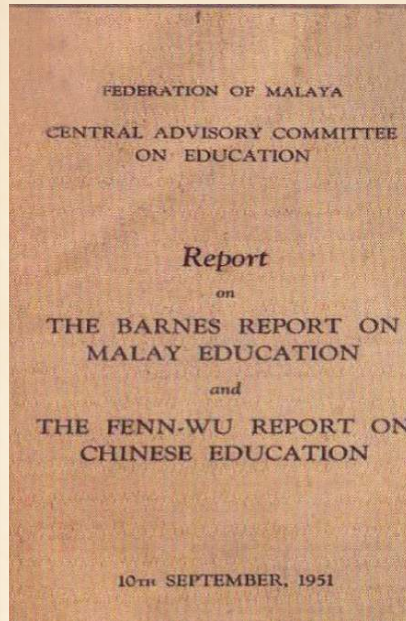 FEDERATION OF MALAYA
CENTRAL ADVISORY COMMITTEE
ON EDUCATION
Report
on
THE BARNES REPORT ON
MALAY EDUCATION
and
THE FENN-WU REPORT ON
CHINESE EDUCATION
10TH SEPTEMBER, 1951